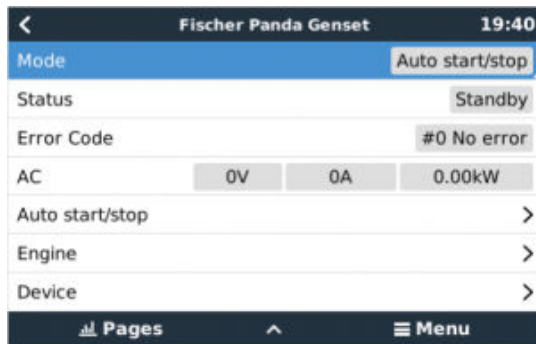 Fischer Panda Genset 19:40
Mode Auto start/stop
Status Standby
Error Code #0 No error
AC 0V 0A 0.00kW
Auto start/stop
Engine
Device
Pages Menu